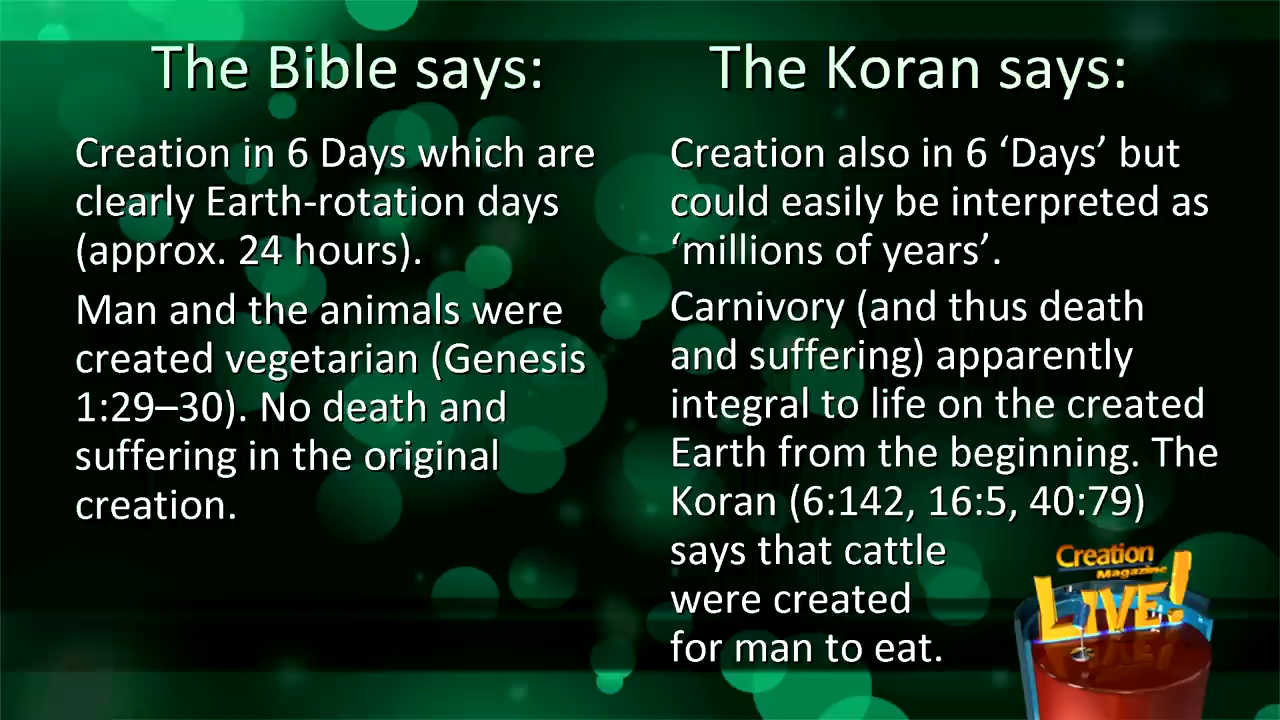 The Bible says:
Creation in 6 Days which are
clearly Earth-rotation days
(approx. 24 hours).
Man and the animals were
created vegetarian (Genesis
1:29–30). No death and
suffering in the original
creation.
The Koran says:
Creation also in 6 ‘Days’ but
could easily be interpreted as
‘millions of years’.
Carnivory (and thus death
and suffering) apparently
integral to life on the created
Earth from the beginning. The
Koran (6:142, 16:5, 40:79)
says that cattle
were created
for man to eat.
Creation
Magazine
LIVE!